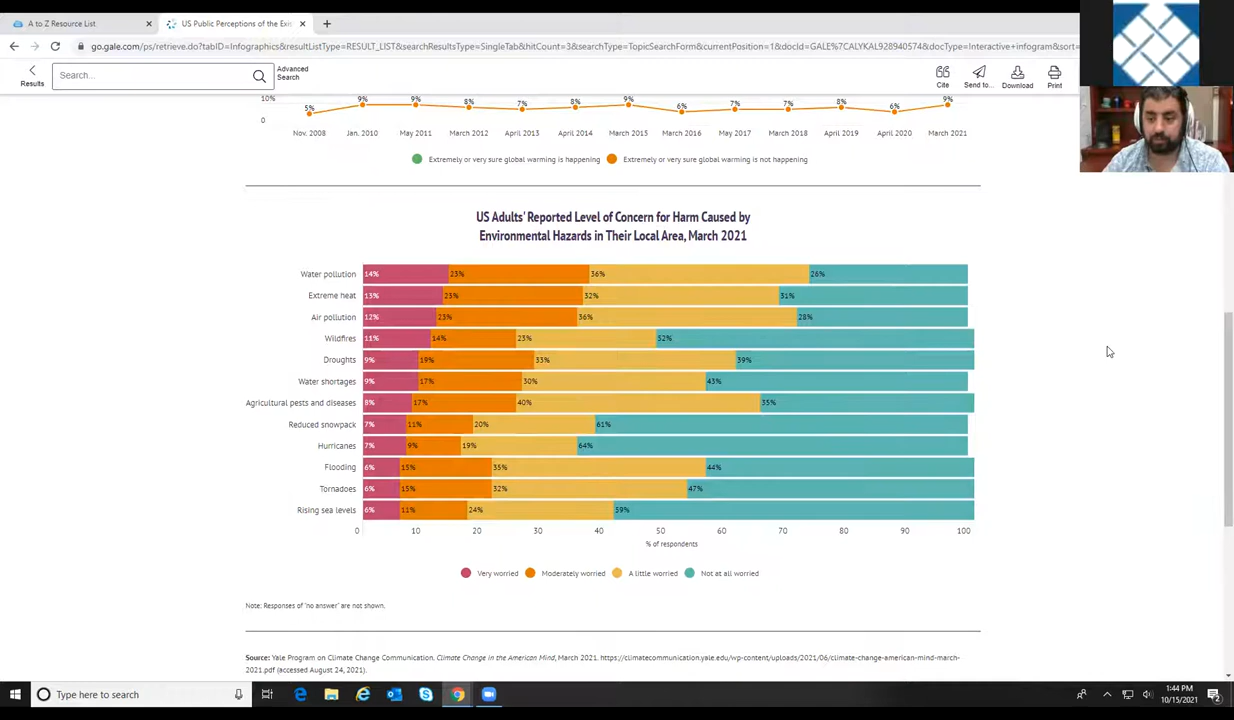 A to Z Resource List
US Public Perceptions of the Exi
go.gale.com/ps/retrieve.do?tabID=Infographics&resultListType=RESULT_LIST&searchResultsType=SingleTab&hitCount=3&searchType=TopicSearchForm&currentPosition=1&docId=GALE%7CALYKAL928940574&docType=Interactive+infogram&sort=
Results
Search...
Advanced
Search
Cite
Send to...
Download
Print
10%
0
5% 9% 9% 8% 7% 8% 9% 6% 7% 7% 8% 6% 9%
Nov. 2008 Jan. 2010 May 2011 March 2012 April 2013 April 2014 March 2015 March 2016 May 2017 March 2018 April 2019 April 2020 March 2021
Extremely or very sure global warming is happening Extremely or very sure global warming is not happening
US Adults' Reported Level of Concern for Harm Caused by
Environmental Hazards in Their Local Area, March 2021
Water pollution 14% 23% 36% 26%
Extreme heat 13% 23% 32% 31%
Air pollution 12% 23% 36% 28%
Wildfires 11% 14% 23% 52%
Droughts 9% 19% 33% 39%
Water shortages 9% 17% 30% 43%
Agricultural pests and diseases 8% 17% 40% 35%
Reduced snowpack 7% 11% 20% 61%
Hurricanes 7% 9% 19% 64%
Flooding 6% 15% 35% 44%
Tornadoes 6% 15% 32% 47%
Rising sea levels 6% 11% 24% 59%
0 10 20 30 40 50 60 70 80 90 100
% of respondents
Very worried Moderately worried A little worried Not at all worried
Note: Responses of "no answer" are not shown.
Source: Yale Program on Climate Change Communication, Climate Change in the American Mind, March 2021. https://climatecommunication.yale.edu/wp-content/uploads/2021/06/climate-change-american-mind-march-
2021.pdf (accessed August 24, 2021).
Type here to search
1:44 PM
10/15/2021
2